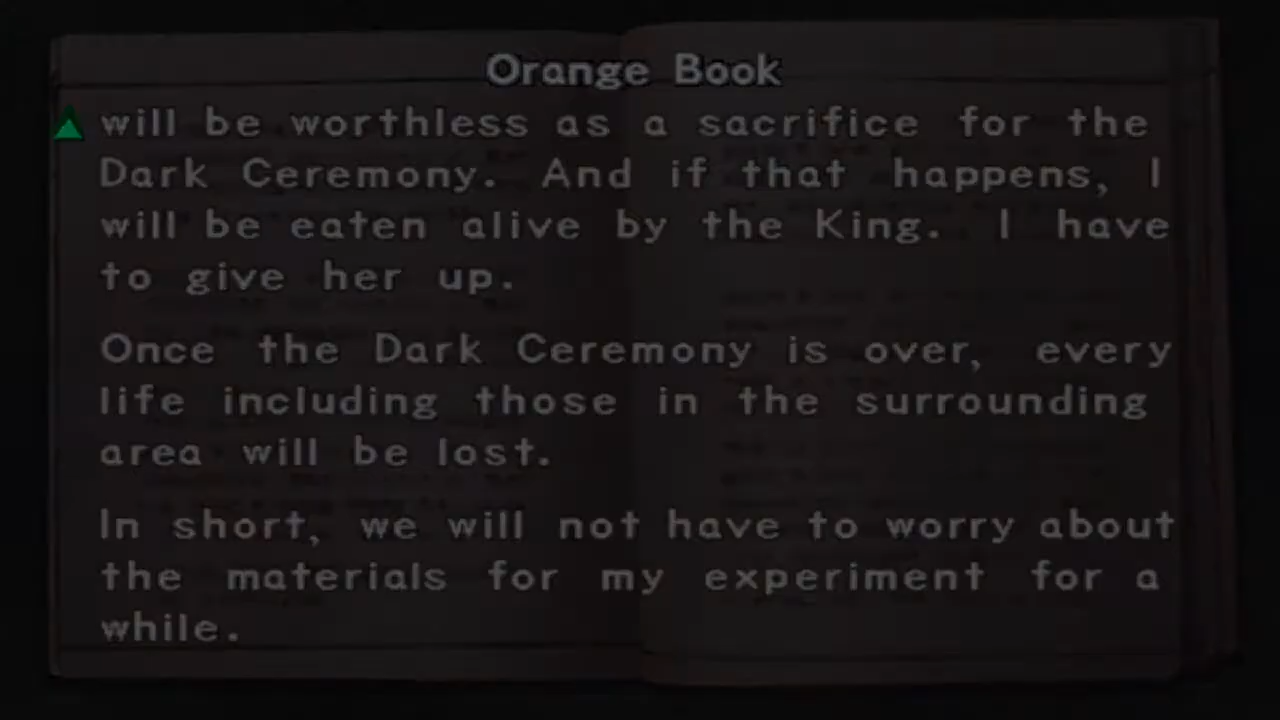 Orange Book
will be worthless as a sacrifice for the
Dark Ceremony. And if that happens, I
will be eaten alive by the King. I have
to give her up.
Once the Dark Ceremony is over, every
life including those in the surrounding
area will be lost.
In short, we will not have to worry about
the materials for my experiment for a
while.